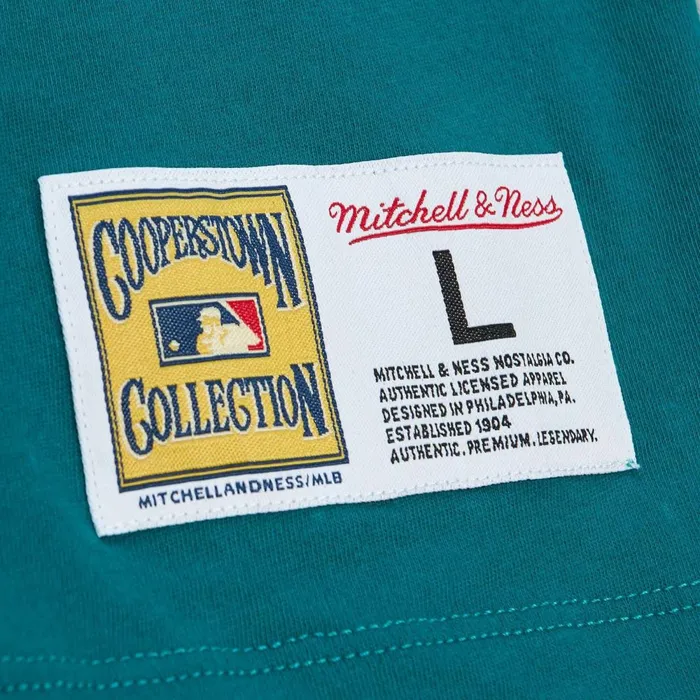 COOPERSTOWN
COLLECTION
MITCHELLANDNESS/MLB
Mitchell & Ness
L
MITCHELL & NESS NOSTALGIA CO.
AUTHENTIC LICENSED APPAREL
DESIGNED IN PHILADELPHIA, PA.
ESTABLISHED 1904
AUTHENTIC. PREMIUM. LEGENDARY.